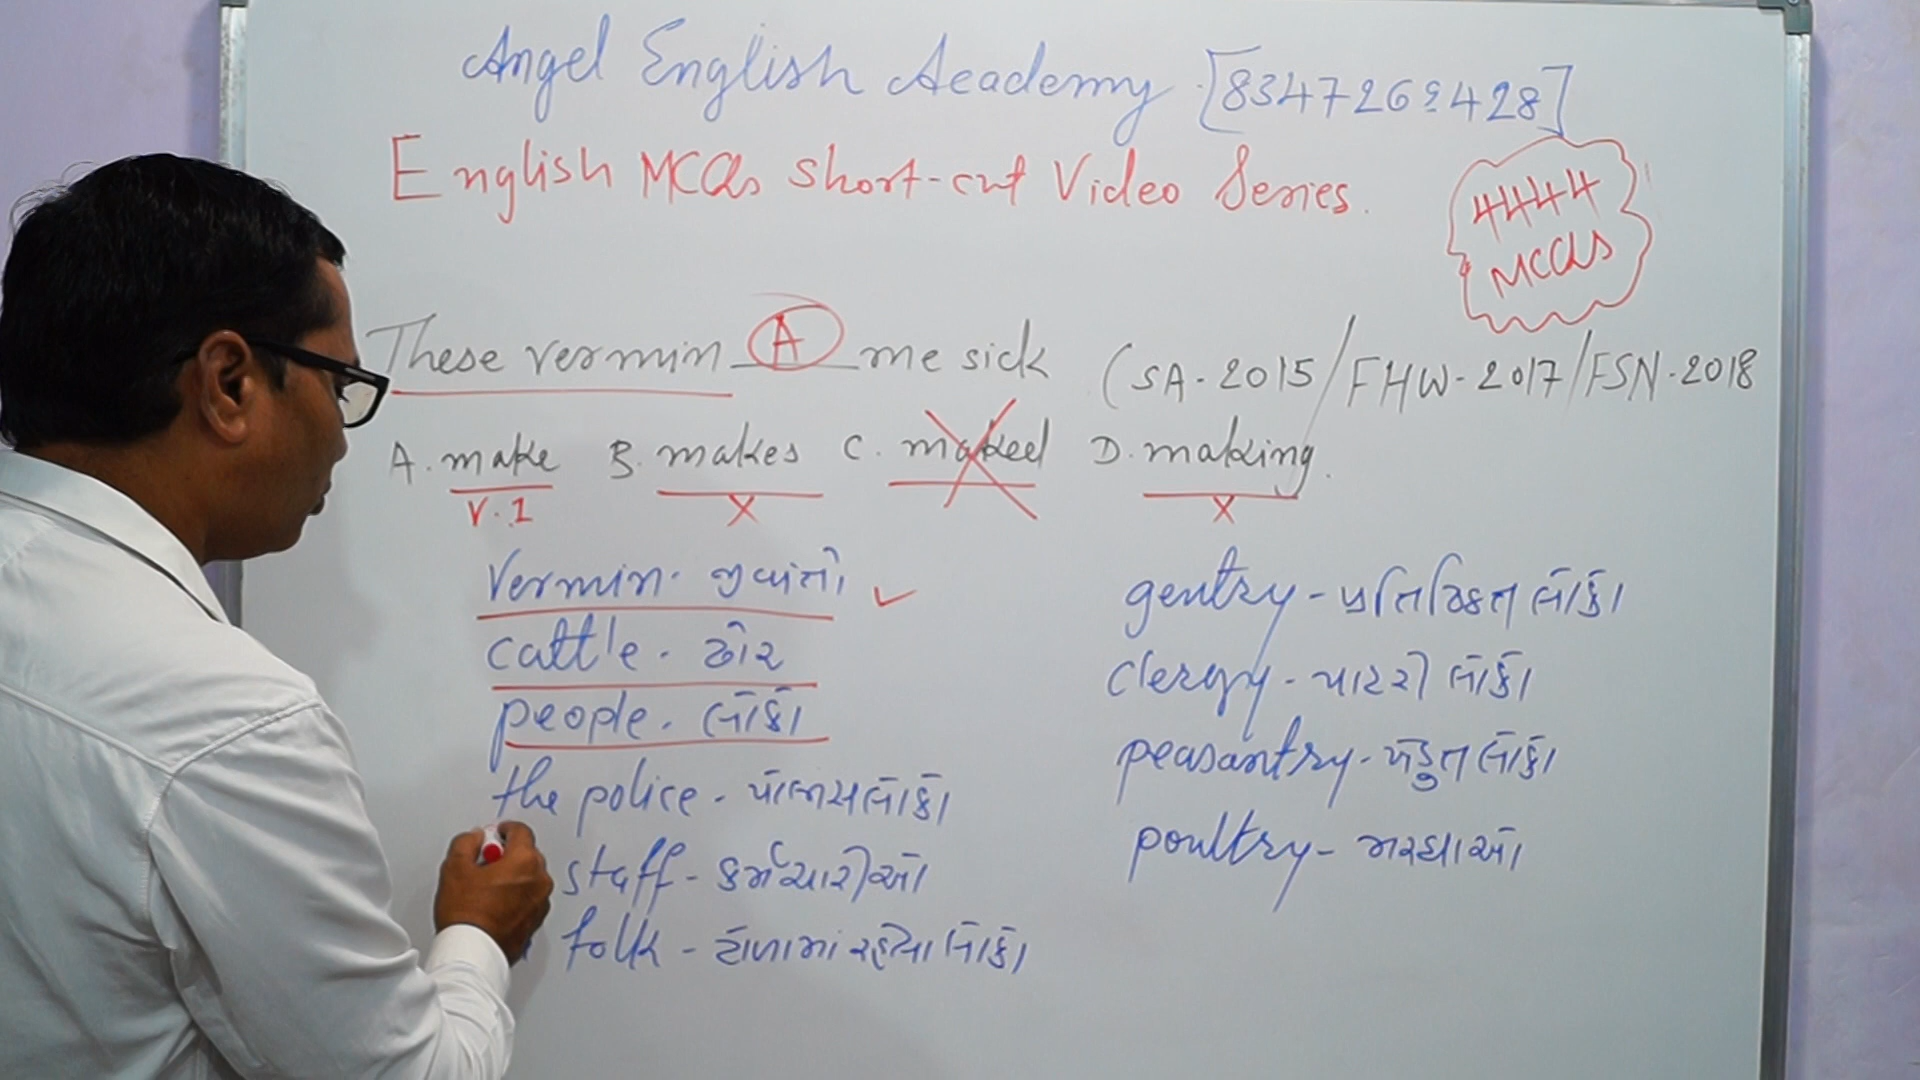 Angel English Academy [8347269428]
English MCQs Short-cut Video Series.
4444
MCQs
These vermin A me sick (SA-2015/FHW-2017/FSN-2018
A. make B. makes C. makeed D. making.
V.1 X X
Vermin - જીવાંતો
cattle - ઢોર
people - લોકો
the police - પોલીસ લોકો
staff - કર્મચારીઓ
folk - ટોળામાં રહેલા લોકો
gentry - પ્રતિષ્ઠિત લોકો
clergy - પાદરી લોકો
peasantry - ખેડુત લોકો
poultry - મરઘાઓ